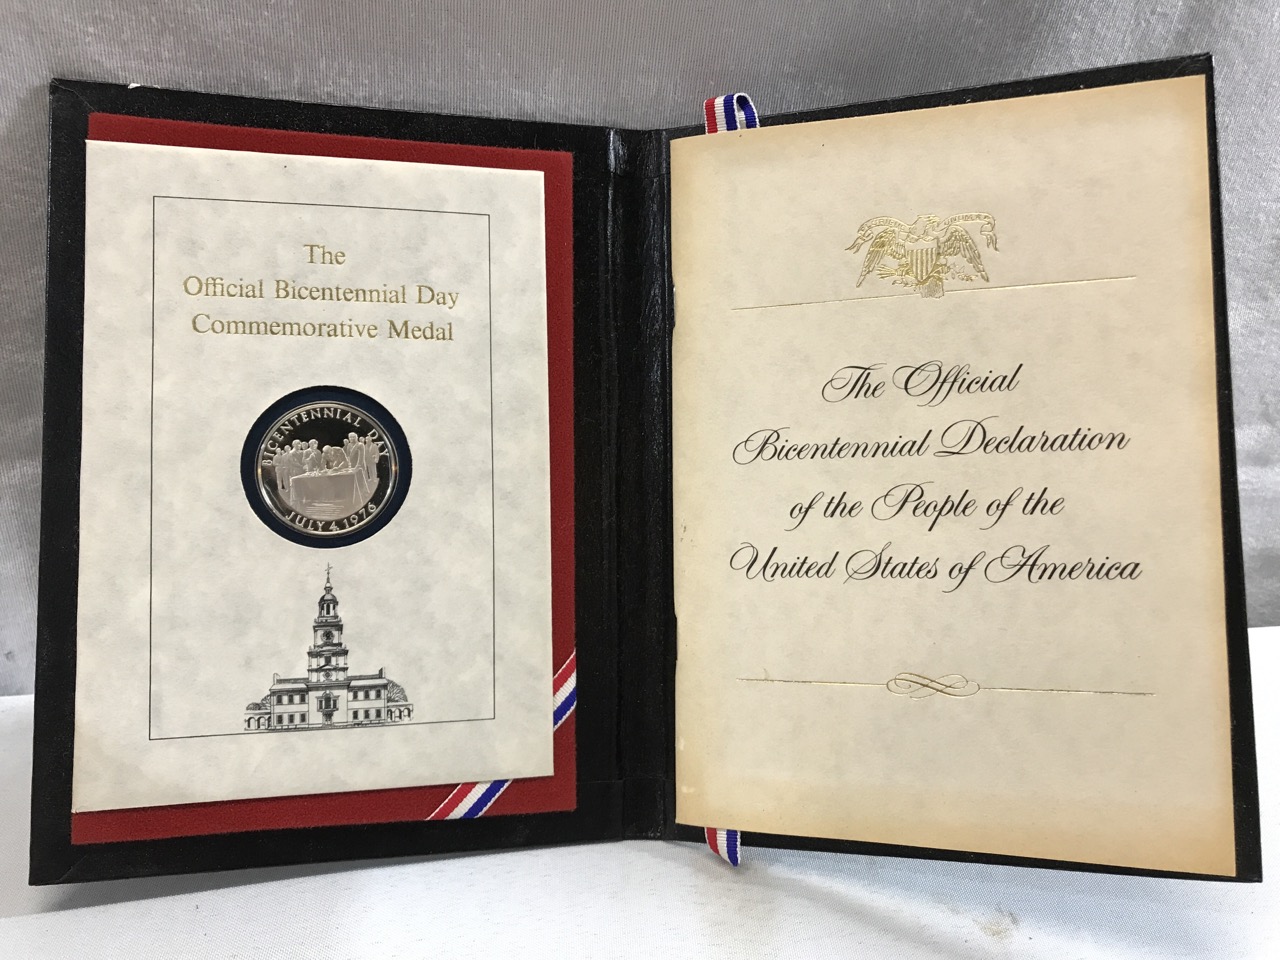 The
Official Bicentennial Day
Commemorative Medal
BICENTENNIAL DAY
JULY 4, 1976
The Official
Bicentennial Declaration
of the People of the
United States of America